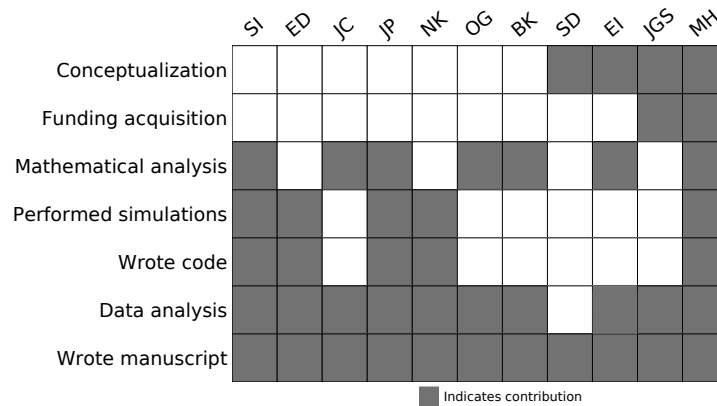 SI ED JC JP NK OG BK SD EI JGS MH
Conceptualization
Funding acquisition
Mathematical analysis
Performed simulations
Wrote code
Data analysis
Wrote manuscript
Indicates contribution